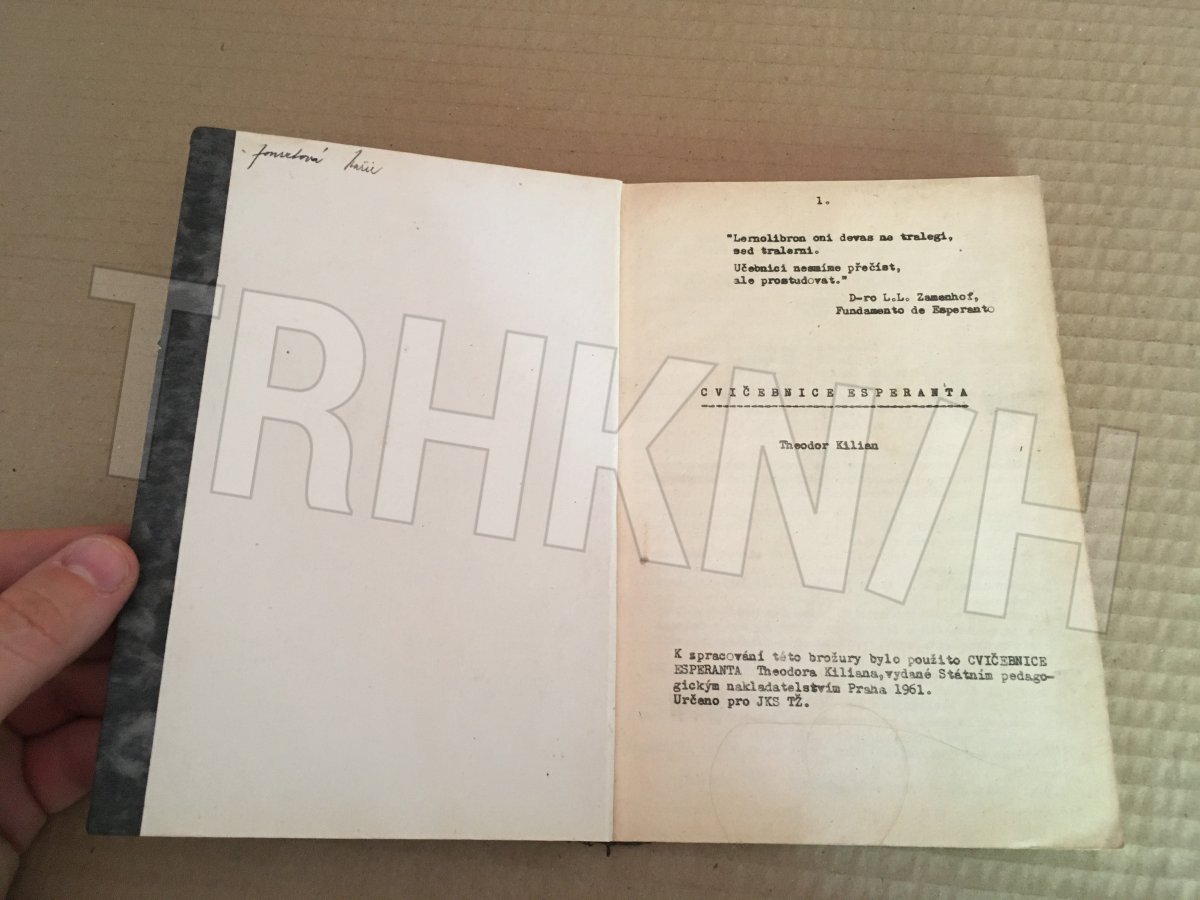 1.
"Lernolibron oni devas ne tralegi,
sed tralerni.
Učebnici nesmíme přečíst,
ale prostudovat."
D-ro L.L. Zamenhof,
Fundamento de Esperanto
CVIČEBNICE ESPERANTA
Theodor Kilian
K zpracování této brožury bylo použito CVIČEBNICE
ESPERANTA Theodora Kiliana,vydané Státním pedago-
gickým nakladatelstvím Praha 1961.
Určeno pro JKS TŽ.
TRHKNIH